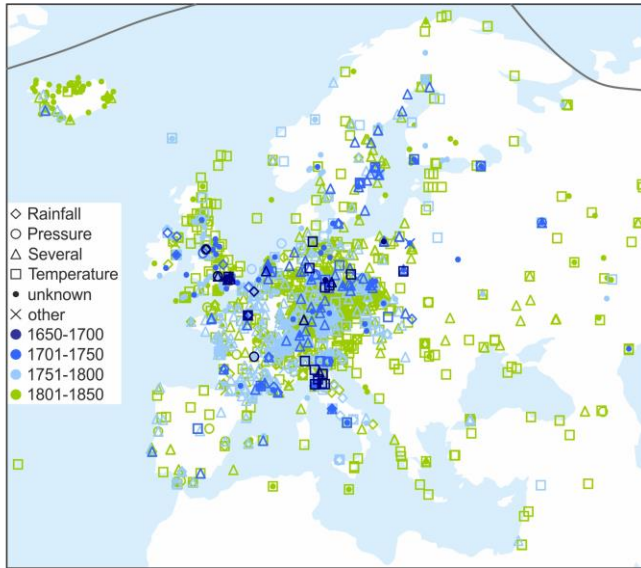 Rainfall
Pressure
Several
Temperature
unknown
other
1650-1700
1701-1750
1751-1800
1801-1850